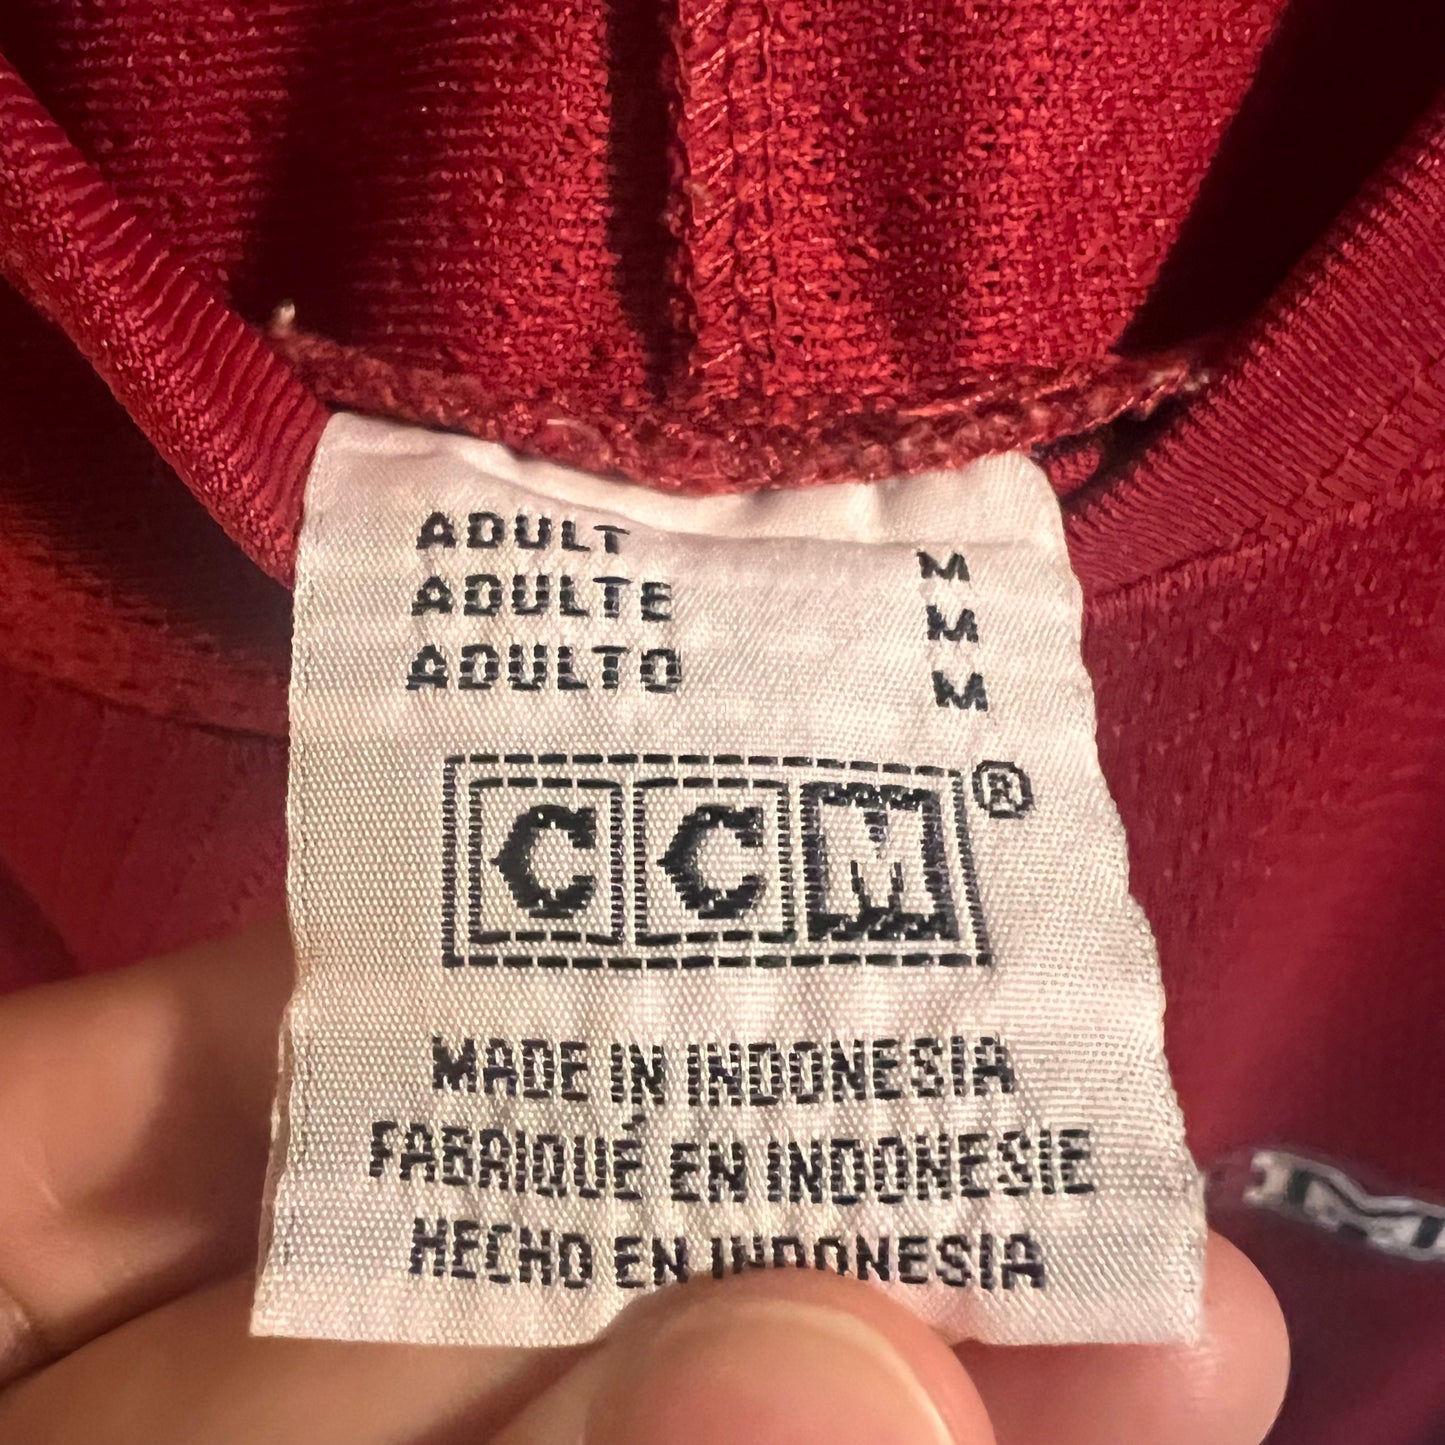 ADULT M
ADULTE M
ADULTO M
CCM®
MADE IN INDONESIA
FABRIQUÉ EN INDONESIE
HECHO EN INDONESIA